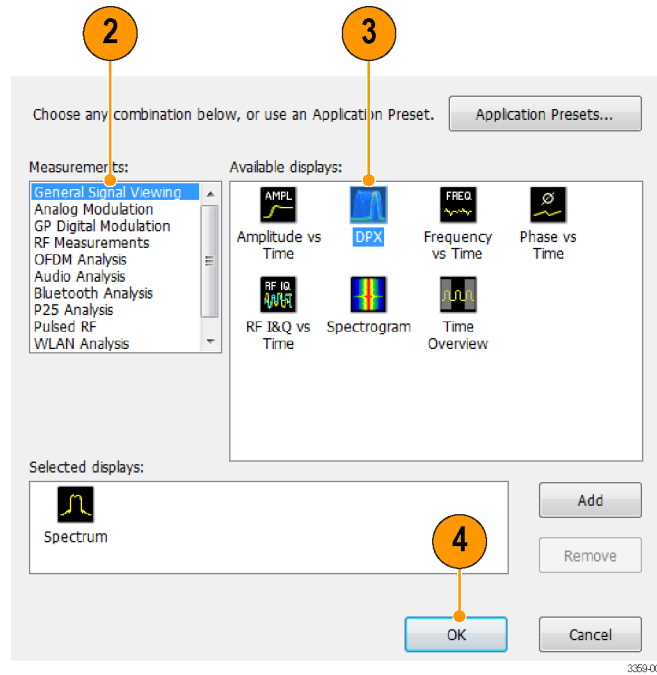 2
3
Choose any combination below, or use an Application Preset.
Application Presets...
Measurements:
Available displays:
General Signal Viewing
Analog Modulation
GP Digital Modulation
RF Measurements
OFDM Analysis
Audio Analysis
Bluetooth Analysis
P25 Analysis
Pulsed RF
WLAN Analysis
AMPL
FREQ
Ø
Amplitude vs
Time
DPX
Frequency
vs Time
Phase vs
Time
RF IQ
RF I&Q vs
Time
Spectrogram
Time
Overview
Selected displays:
Spectrum
Add
4
Remove
OK
Cancel